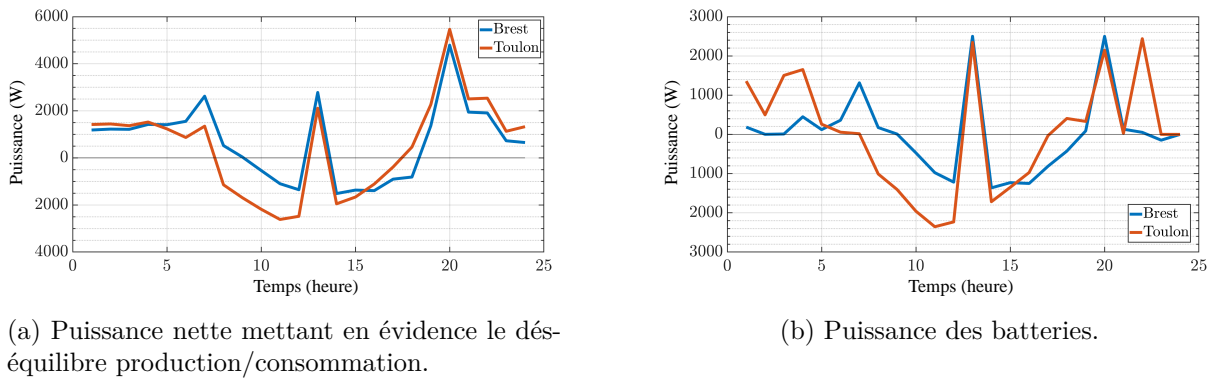 6000
4000
2000
0
2000
4000
0
5
10
15
20
25
Puissance (W)
Temps (heure)
Brest
Toulon
3000
2000
1000
0
1000
2000
3000
0
5
10
15
20
25
Puissance (W)
Temps (heure)
Brest
Toulon
(a) Puissance nette mettant en évidence le dés-
équilibre production/consommation.
(b) Puissance des batteries.